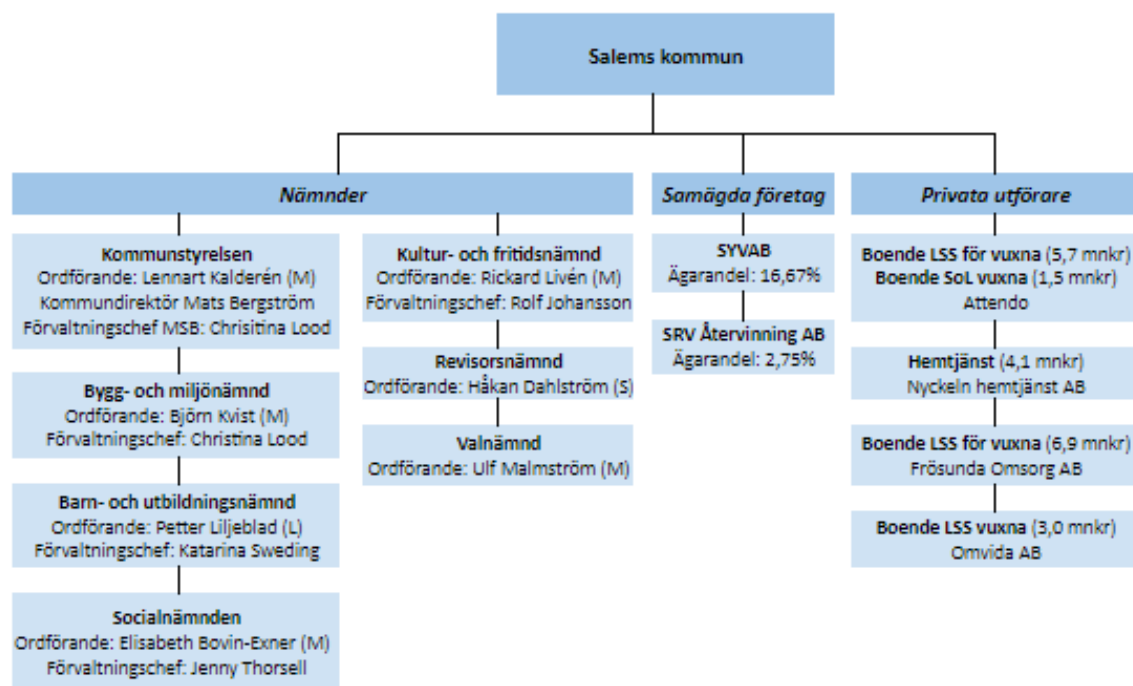 Salems kommun
Nämnder
Kommunstyrelsen
Ordförande: Lennart Kalderén (M)
Kommundirektör Mats Bergström
Förvaltningschef MSB: Chrisitina Lood
Bygg- och miljönämnd
Ordförande: Björn Kvist (M)
Förvaltningschef: Christina Lood
Barn- och utbildningsnämnd
Ordförande: Petter Liljeblad (L)
Förvaltningschef: Katarina Sweding
Socialnämnden
Ordförande: Elisabeth Bovin-Exner (M)
Förvaltningschef: Jenny Thorsell
Kultur- och fritidsnämnd
Ordförande: Rickard Livén (M)
Förvaltningschef: Rolf Johansson
Revisorsnämnd
Ordförande: Håkan Dahlström (S)
Valnämnd
Ordförande: Ulf Malmström (M)
Samägda företag
SYVAB
Ägarandel: 16,67%
SRV Återvinning AB
Ägarandel: 2,75%
Privata utförare
Boende LSS för vuxna (5,7 mnkr)
Boende SoL vuxna (1,5 mnkr)
Attendo
Hemtjänst (4,1 mnkr)
Nyckeln hemtjänst AB
Boende LSS för vuxna (6,9 mnkr)
Frösunda Omsorg AB
Boende LSS vuxna (3,0 mnkr)
Omvida AB